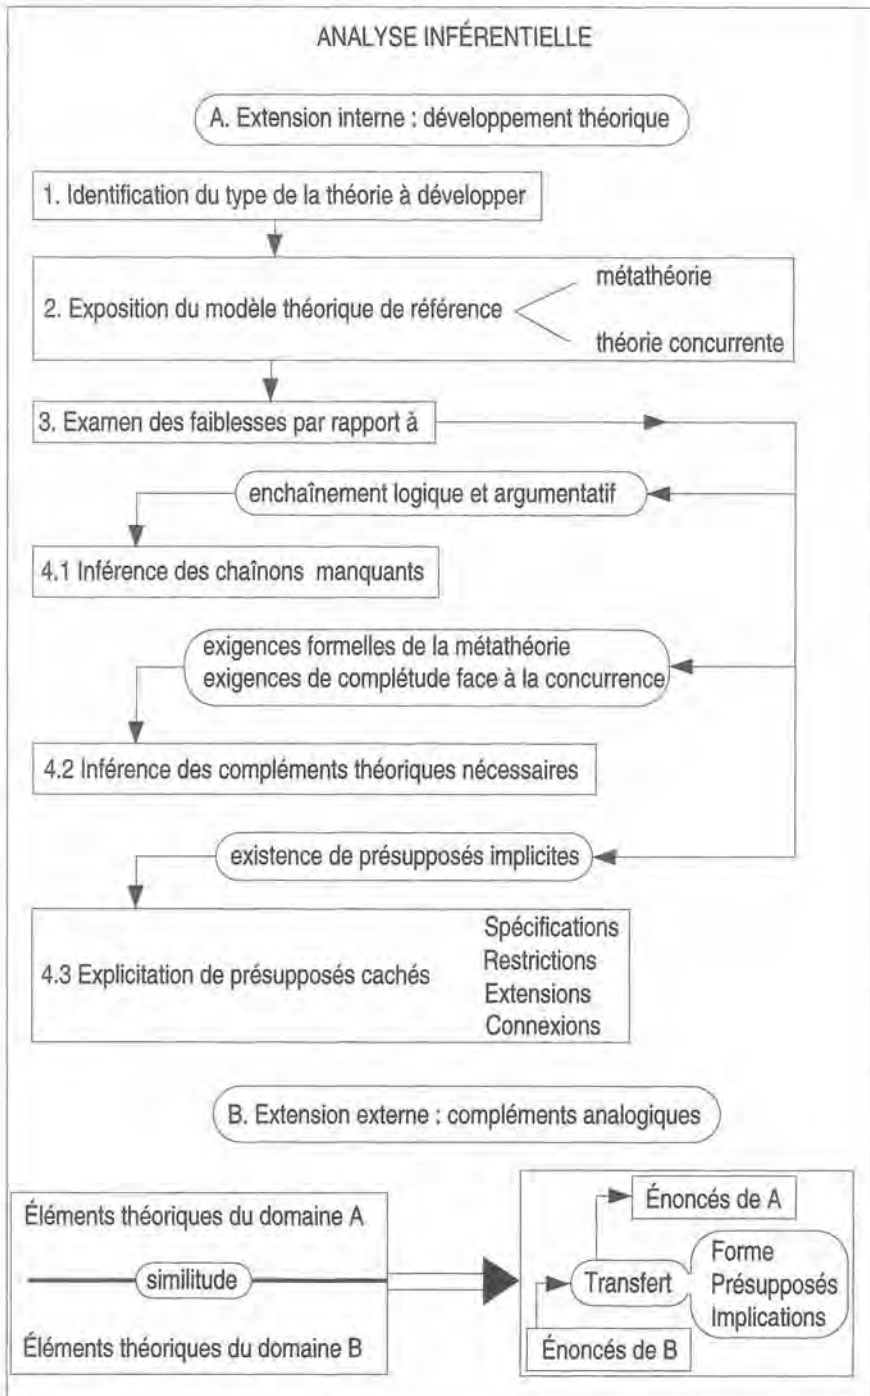 ANALYSE INFÉRENTIELLE
A. Extension interne : développement théorique
1. Identification du type de la théorie à développer
métathéorie
2. Exposition du modèle théorique de référence
théorie concurrente
3. Examen des faiblesses par rapport à
enchaînement logique et argumentatif
4.1 Inférence des chaînons manquants
exigences formelles de la métathéorie
exigences de complétude face à la concurrence
4.2 Inférence des compléments théoriques nécessaires
existence de présupposés implicites
4.3 Explicitation de présupposés cachés
Spécifications
Restrictions
Extensions
Connexions
B. Extension externe : compléments analogiques
Éléments théoriques du domaine A
similitude
Éléments théoriques du domaine B
Énoncés de A
Transfert
Forme
Présupposés
Implications
Énoncés de B